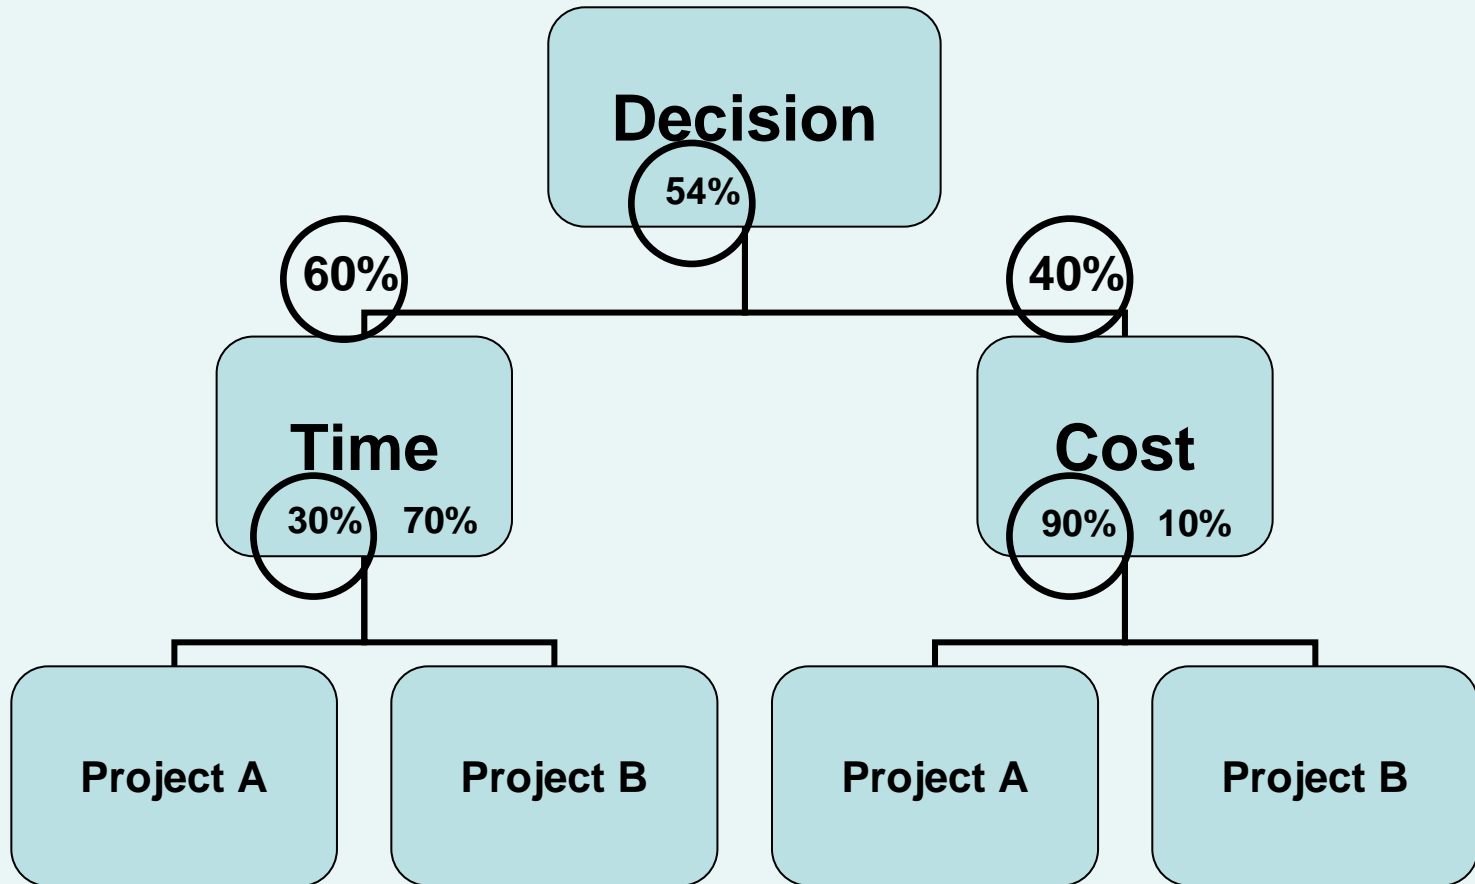 Decision
54%
60%
40%
Time
30% 70%
Cost
90% 10%
Project A
Project B
Project A
Project B